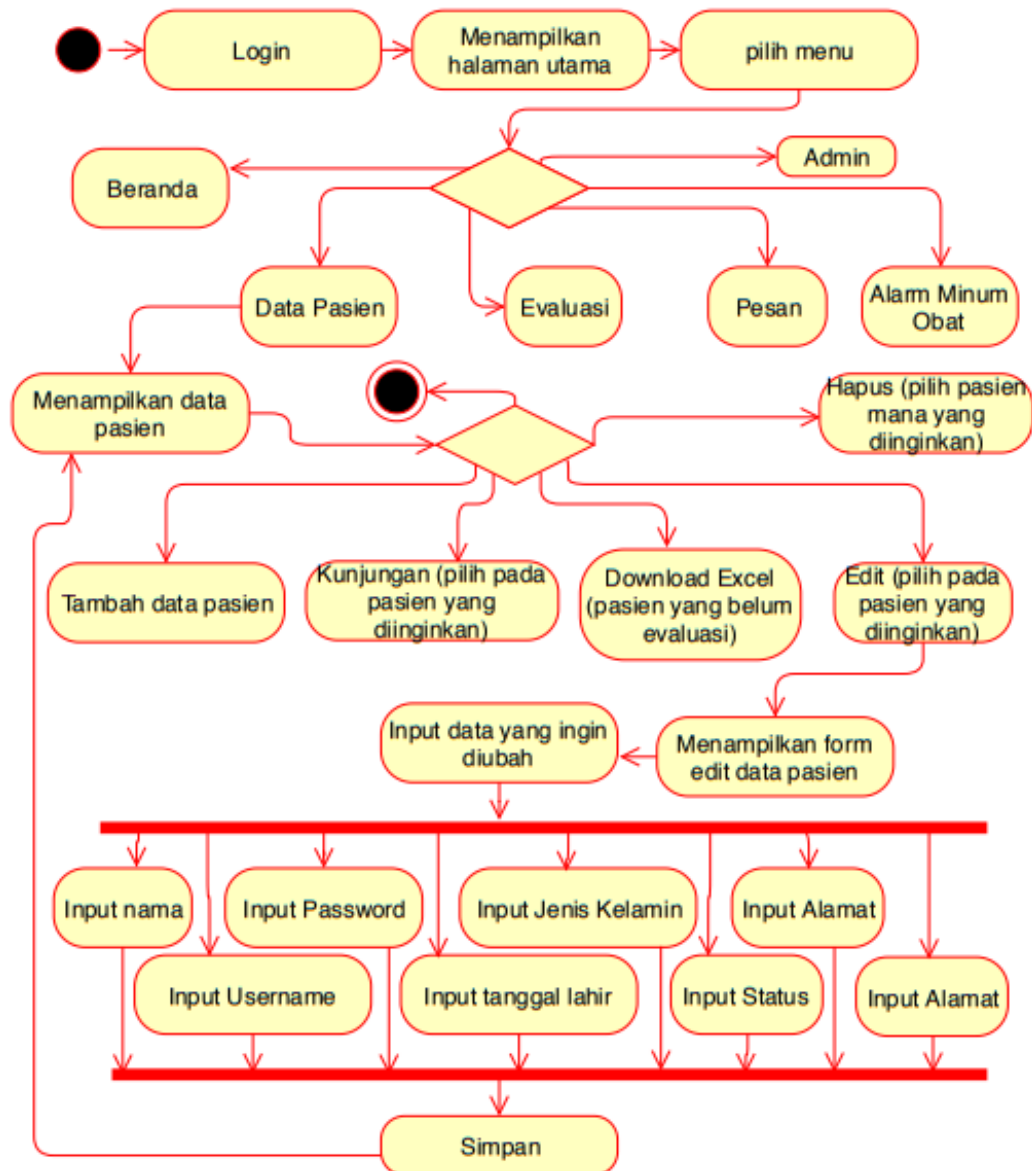 Login
Menampilkan
halaman utama
pilih menu
Admin
Beranda
Data Pasien
Evaluasi
Pesan
Alarm Minum
Obat
Menampilkan data
pasien
Hapus (pilih pasien
mana yang
diinginkan)
Tambah data pasien
Kunjungan (pilih pada
pasien yang
diinginkan)
Download Excel
(pasien yang belum
evaluasi)
Edit (pilih pada
pasien yang
diinginkan)
Input data yang ingin
diubah
Menampilkan form
edit data pasien
Input nama
Input Password
Input Jenis Kelamin
Input Alamat
Input Username
Input tanggal lahir
Input Status
Input Alamat
Simpan